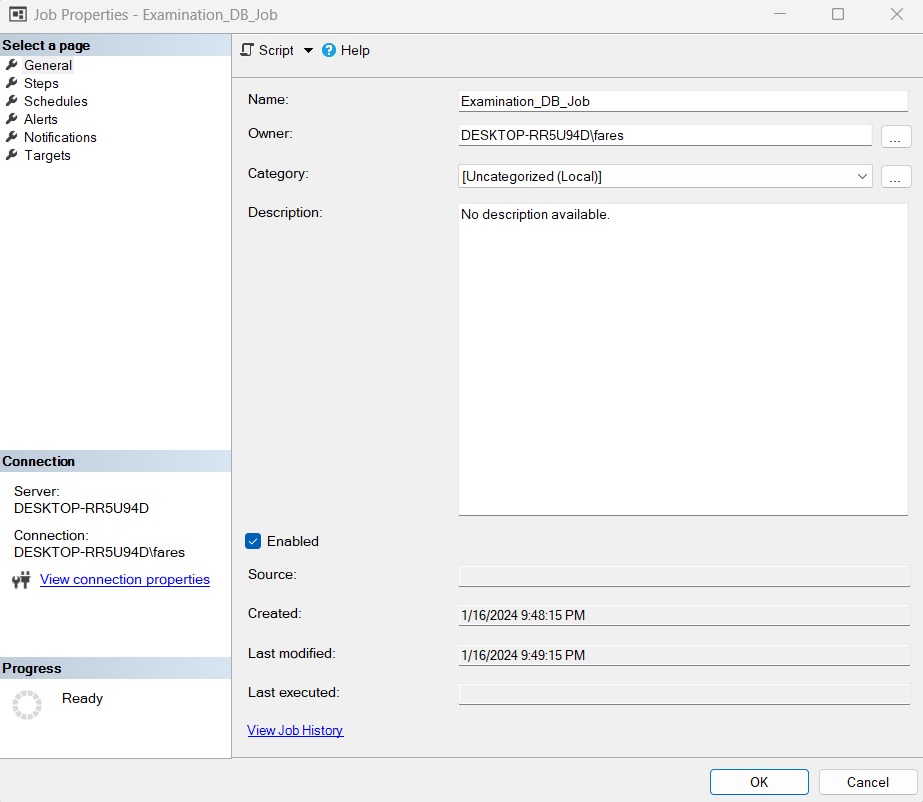 Job Properties - Examination_DB_Job
Select a page
General
Steps
Schedules
Alerts
Notifications
Targets
Connection
Server:
DESKTOP-RR5U94D
Connection:
DESKTOP-RR5U94D\fares
View connection properties
Progress
Ready
Script Help
Name: Examination_DB_Job
Owner: DESKTOP-RR5U94D\fares ...
Category: [Uncategorized (Local)] ...
Description: No description available.
Enabled
Source:
Created: 1/16/2024 9:48:15 PM
Last modified: 1/16/2024 9:49:15 PM
Last executed:
View Job History
OK Cancel